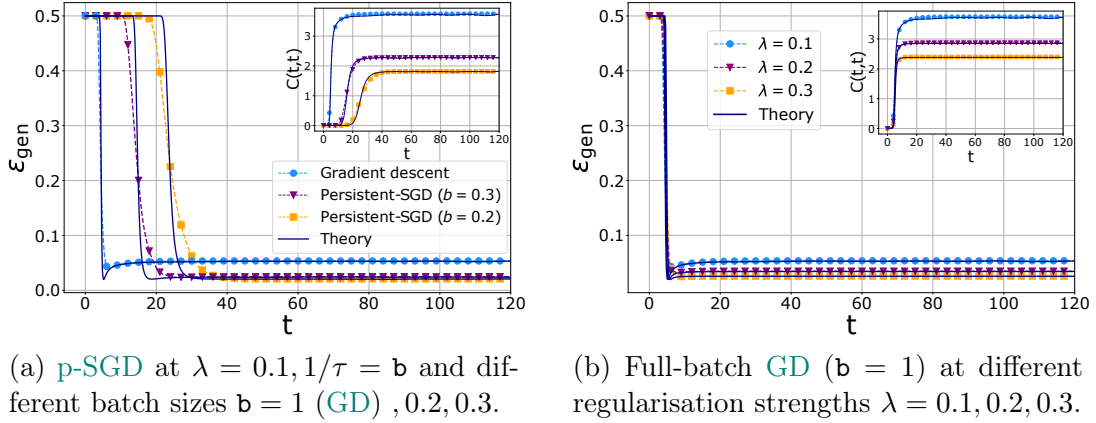 0.5
0.4
0.3
0.2
0.1
0.0
ε_gen
0 20 40 60 80 100 120
t
C(t,t)
3
2
1
0
0 20 40 60 80 100 120
t
Gradient descent
Persistent-SGD (b = 0.3)
Persistent-SGD (b = 0.2)
Theory
0.5
0.4
0.3
0.2
0.1
0.0
ε_gen
0 20 40 60 80 100 120
t
λ = 0.1
λ = 0.2
λ = 0.3
Theory
C(t,t)
3
2
1
0
0 20 40 60 80 100 120
t
(a) p-SGD at λ = 0.1, 1/τ = b and dif-
ferent batch sizes b = 1 (GD) , 0.2, 0.3.
(b) Full-batch GD (b = 1) at different
regularisation strengths λ = 0.1, 0.2, 0.3.